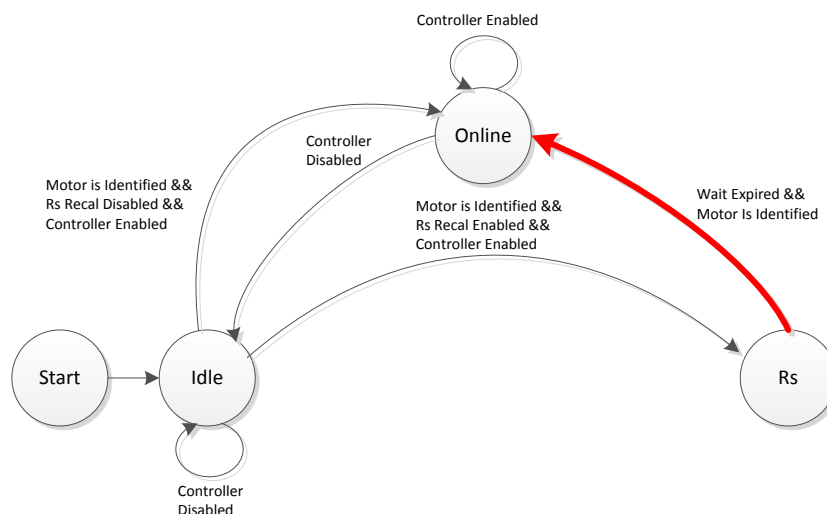 Controller Enabled
Online
Controller
Disabled
Motor is Identified &&
Rs Recal Disabled &&
Controller Enabled
Motor is Identified &&
Rs Recal Enabled &&
Controller Enabled
Wait Expired &&
Motor Is Identified
Start
Idle
Rs
Controller
Disabled